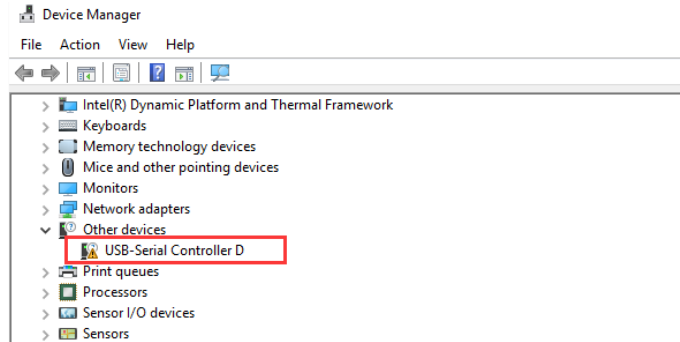 Device Manager
File Action View Help
Intel(R) Dynamic Platform and Thermal Framework
Keyboards
Memory technology devices
Mice and other pointing devices
Monitors
Network adapters
Other devices
USB-Serial Controller D
Print queues
Processors
Sensor I/O devices
Sensors